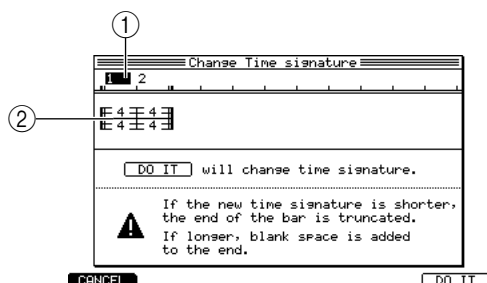 1
Change Time signature
1 2
2
4 4
4 4
DO IT will change time signature.
If the new time signature is shorter,
the end of the bar is truncated.
If longer, blank space is added
to the end.
CANCEL DO IT